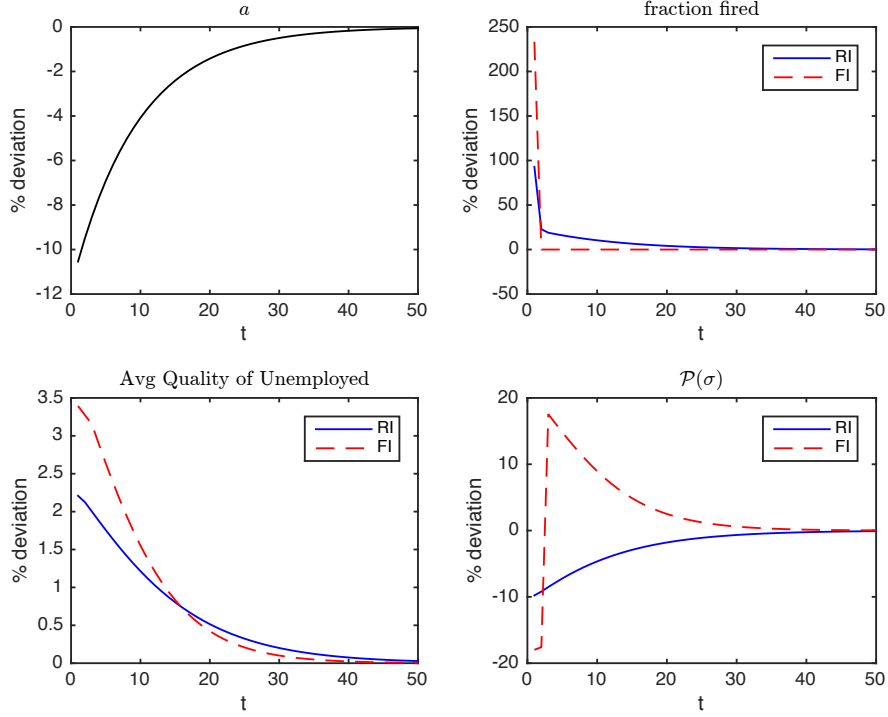 a
% deviation
0
-2
-4
-6
-8
-10
-12
0
10
20
30
40
50
t
fraction fired
% deviation
250
200
150
100
50
0
-50
0
10
20
30
40
50
t
RI
FI
Avg Quality of Unemployed
% deviation
3.5
3
2.5
2
1.5
1
0.5
0
0
10
20
30
40
50
t
RI
FI
𝒫(σ)
% deviation
20
10
0
-10
-20
0
10
20
30
40
50
t
RI
FI